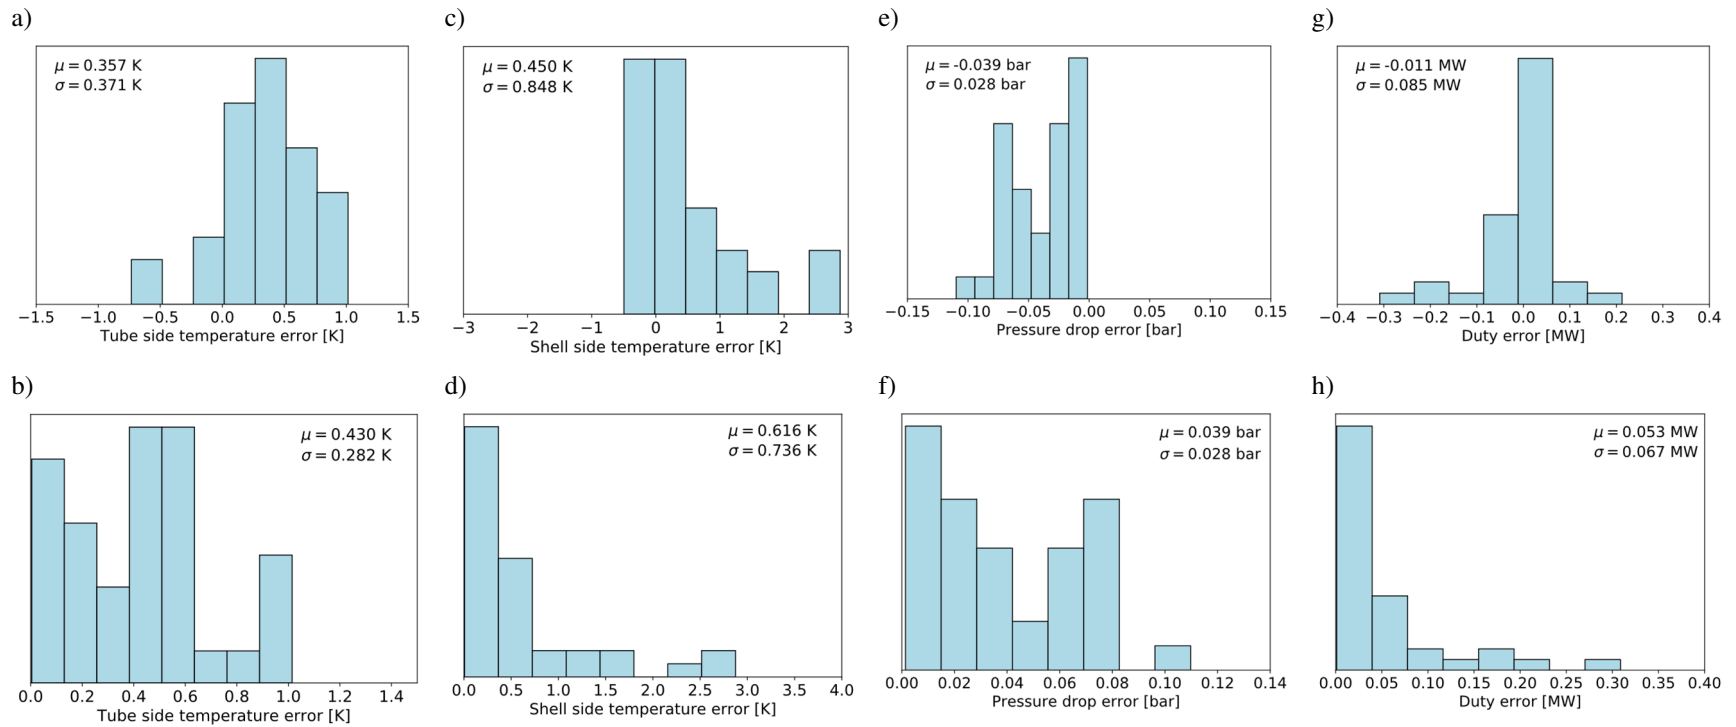 a)
μ = 0.357 K
σ = 0.371 K
−1.5 −1.0 −0.5 0.0 0.5 1.0 1.5
Tube side temperature error [K]
c)
μ = 0.450 K
σ = 0.848 K
−3 −2 −1 0 1 2 3
Shell side temperature error [K]
e)
μ = -0.039 bar
σ = 0.028 bar
−0.15 −0.10 −0.05 0.00 0.05 0.10 0.15
Pressure drop error [bar]
g)
μ = -0.011 MW
σ = 0.085 MW
−0.4 −0.3 −0.2 −0.1 0.0 0.1 0.2 0.3 0.4
Duty error [MW]
b)
μ = 0.430 K
σ = 0.282 K
0.0 0.2 0.4 0.6 0.8 1.0 1.2 1.4
Tube side temperature error [K]
d)
μ = 0.616 K
σ = 0.736 K
0.0 0.5 1.0 1.5 2.0 2.5 3.0 3.5 4.0
Shell side temperature error [K]
f)
μ = 0.039 bar
σ = 0.028 bar
0.00 0.02 0.04 0.06 0.08 0.10 0.12 0.14
Pressure drop error [bar]
h)
μ = 0.053 MW
σ = 0.067 MW
0.00 0.05 0.10 0.15 0.20 0.25 0.30 0.35 0.40
Duty error [MW]